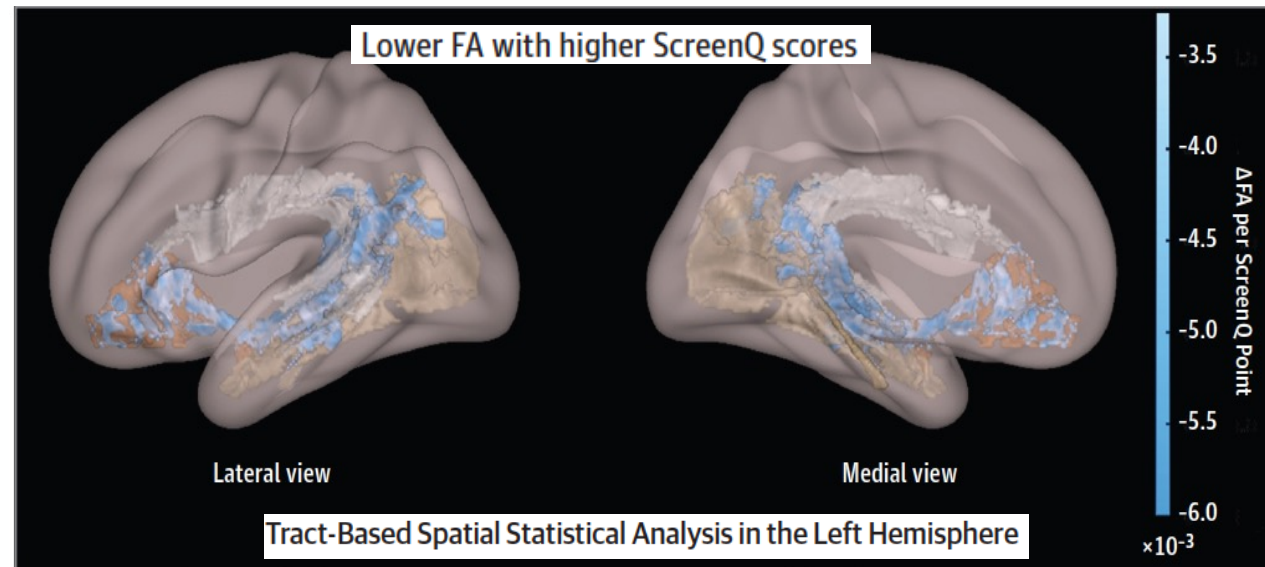 Lower FA with higher ScreenQ scores
-3.5
-4.0
-4.5
-5.0
-5.5
-6.0
×10-3
ΔFA per ScreenQ Point
Lateral view
Medial view
Tract-Based Spatial Statistical Analysis in the Left Hemisphere